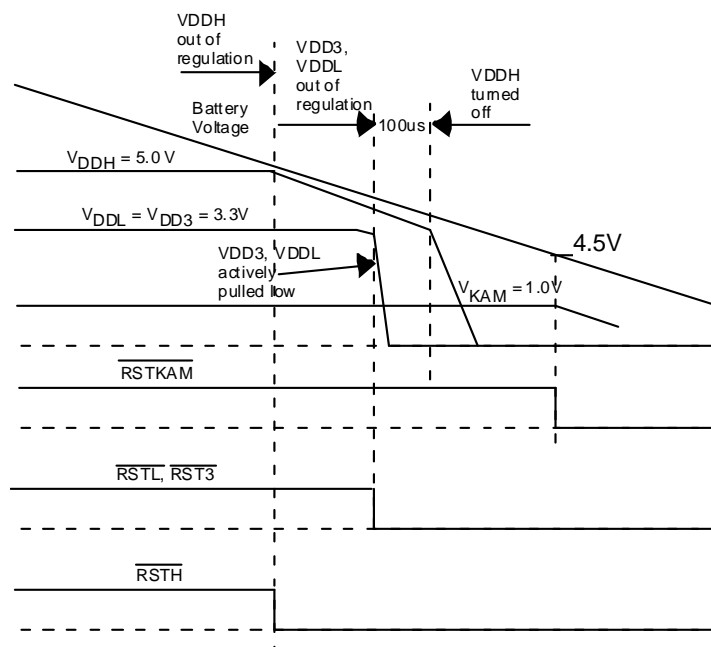 VDDH
out of
regulation
VDD3,
VDDL
out of
regulation
VDDH
turned
off
100us
Battery
Voltage
VDDH = 5.0 V
VDDL = VDD3 = 3.3V
4.5V
VDD3, VDDL
actively
pulled low
VKAM = 1.0V
RSTKAM
RSTL, RST3
RSTH